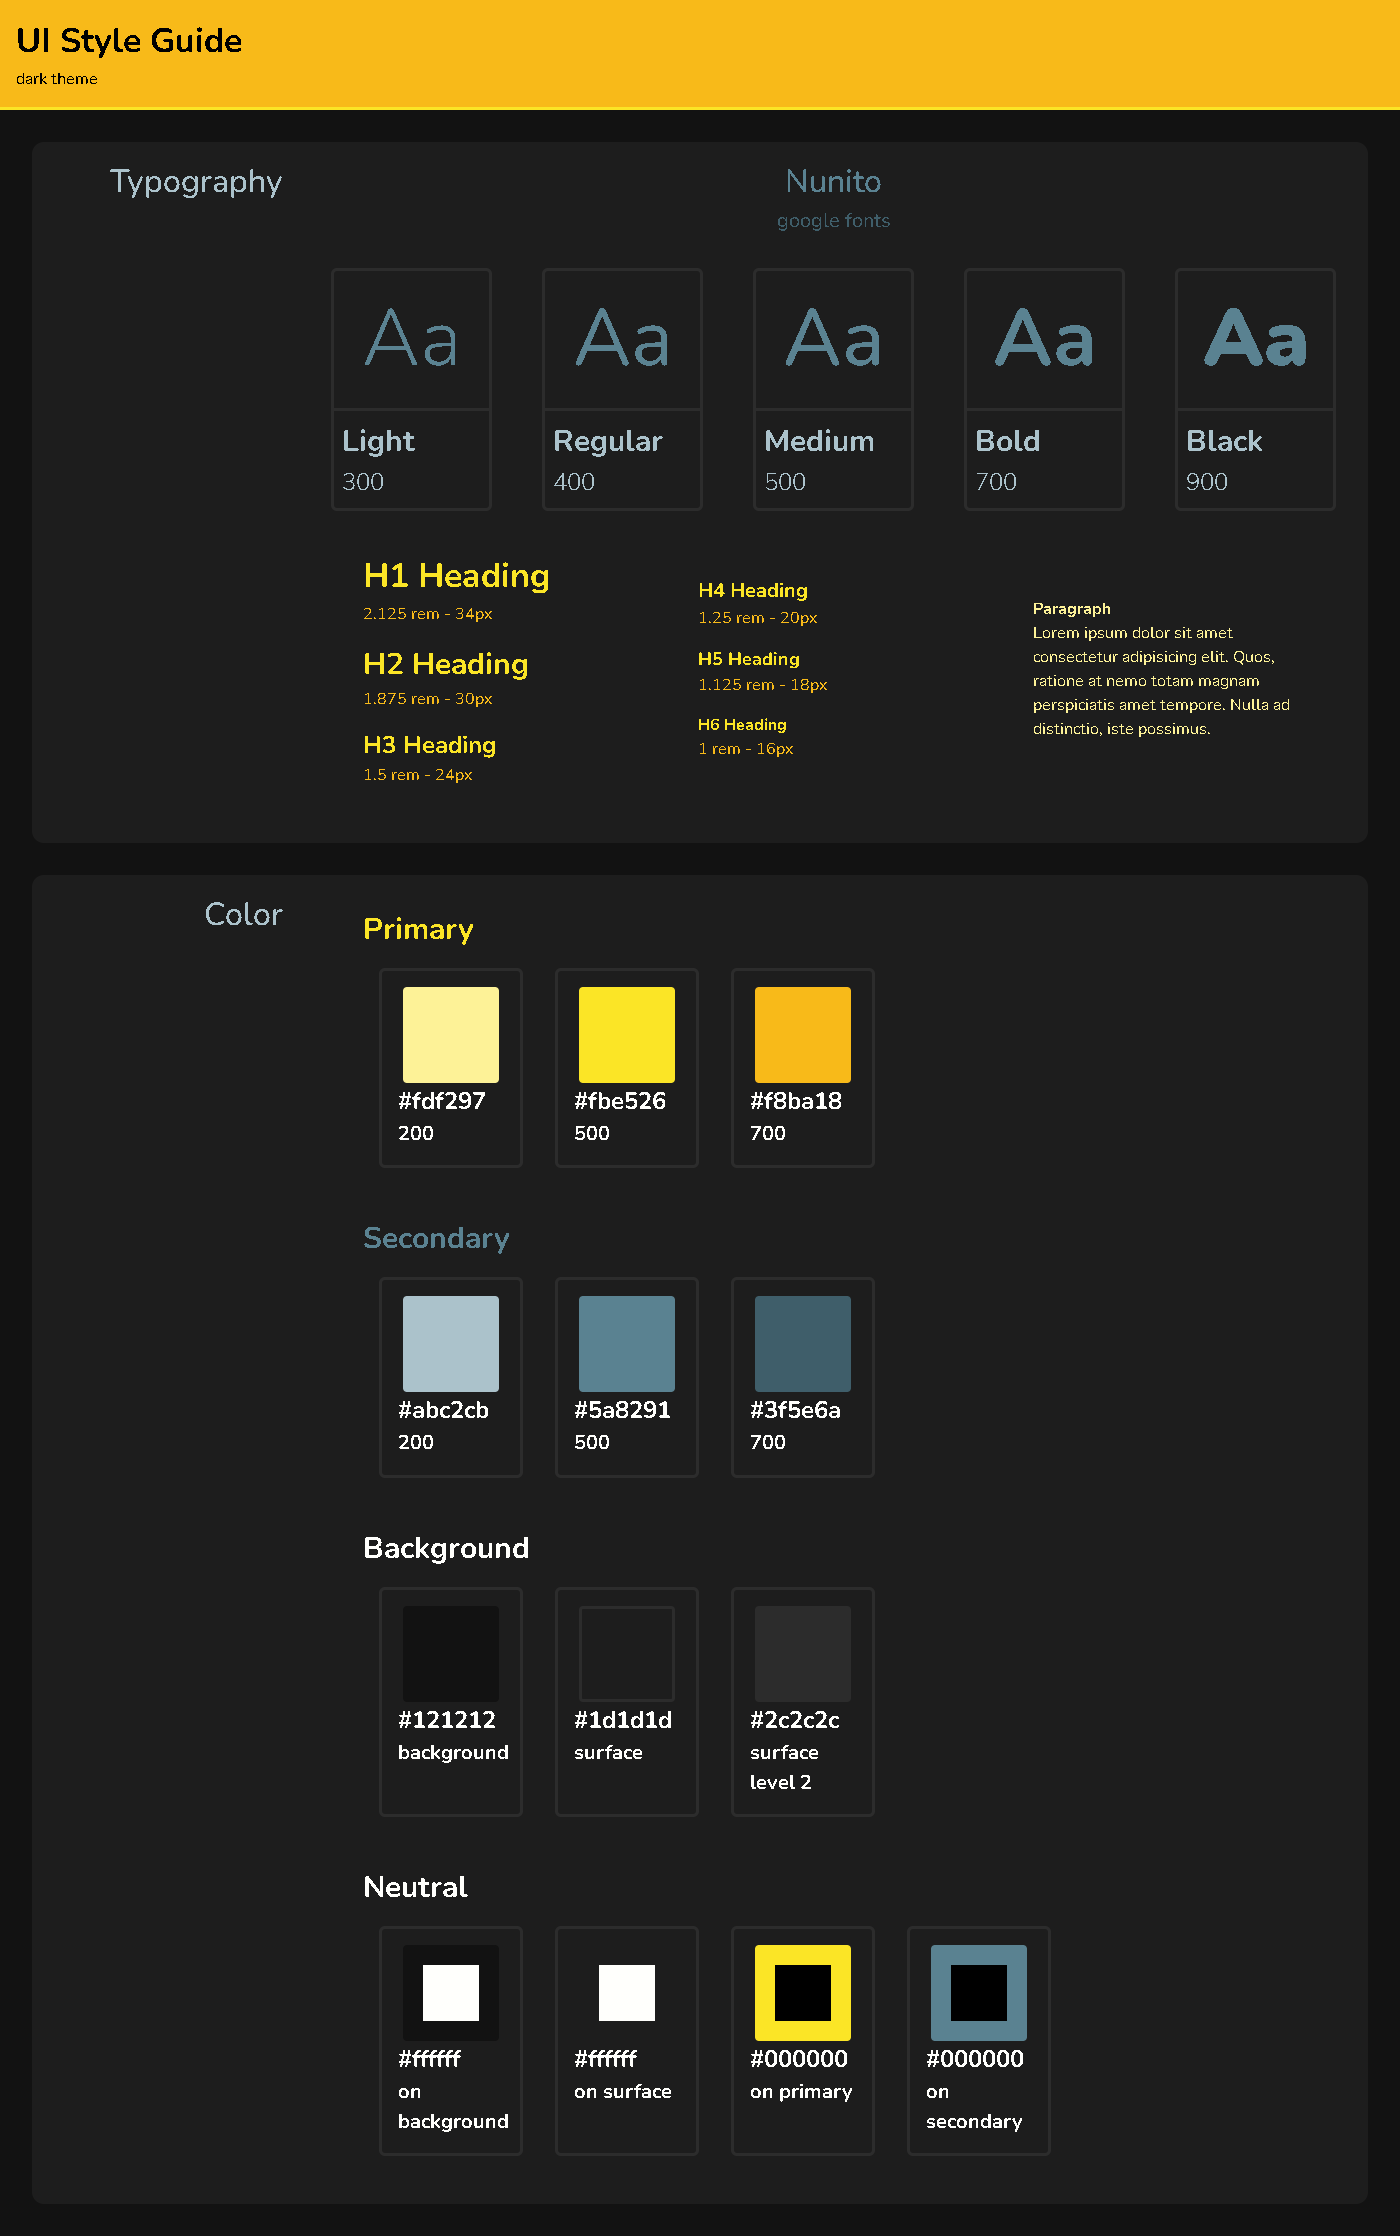 UI Style Guide
dark theme
Typography
Nunito
google fonts
Aa
Light
300
Aa
Regular
400
Aa
Medium
500
Aa
Bold
700
Aa
Black
900
H1 Heading
2.125 rem - 34px
H2 Heading
1.875 rem - 30px
H3 Heading
1.5 rem - 24px
H4 Heading
1.25 rem - 20px
H5 Heading
1.125 rem - 18px
H6 Heading
1 rem - 16px
Paragraph
Lorem ipsum dolor sit amet
consectetur adipisicing elit. Quos,
ratione at nemo totam magnam
perspiciatis amet tempore. Nulla ad
distinctio, iste possimus.
Color
Primary
#fdf297
200
#fbe526
500
#f8ba18
700
Secondary
#abc2cb
200
#5a8291
500
#3f5e6a
700
Background
#121212
background
#1d1d1d
surface
#2c2c2c
surface
level 2
Neutral
#ffffff
on
background
#ffffff
on surface
#000000
on primary
#000000
on
secondary